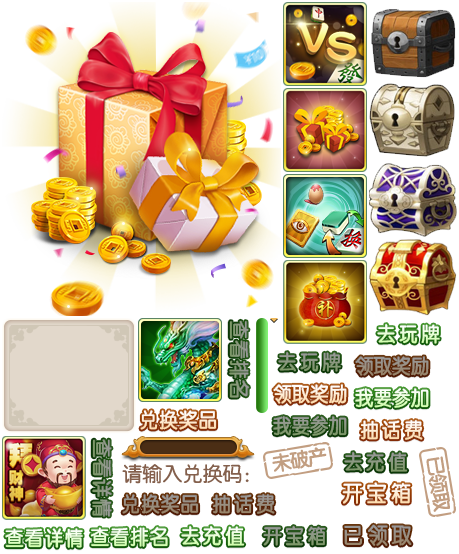 VS
中
發
换
补
去玩牌
查看排名
去玩牌
领取奖励
兑换奖品
领取奖励
我要参加
我要参加
抽话费
查看详情
请输入兑换码：
未破产
去充值
已领取
开宝箱
兑换奖品
抽话费
查看详情
查看排名
去充值
开宝箱
已领取